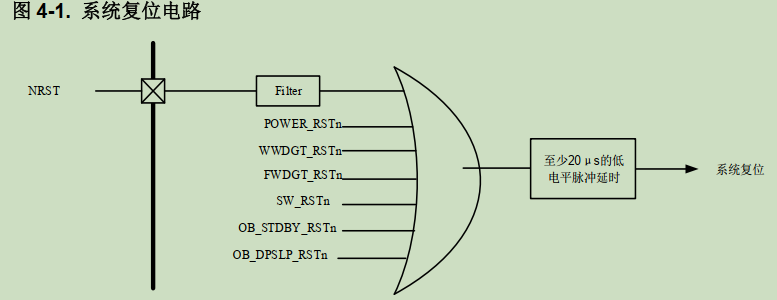 图 4-1. 系统复位电路
NRST
Filter
POWER_RSTn
WWDGT_RSTn
FWDGT_RSTn
SW_RSTn
OB_STDBY_RSTn
OB_DPSLP_RSTn
至少20μs的低
电平脉冲延时
系统复位